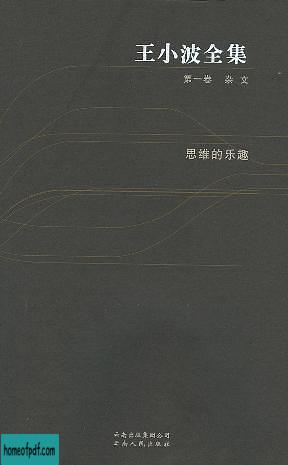 王小波全集
第一卷 杂 文
思维的乐趣
云南出版集团公司
云南人民出版社
homeofpdf.com